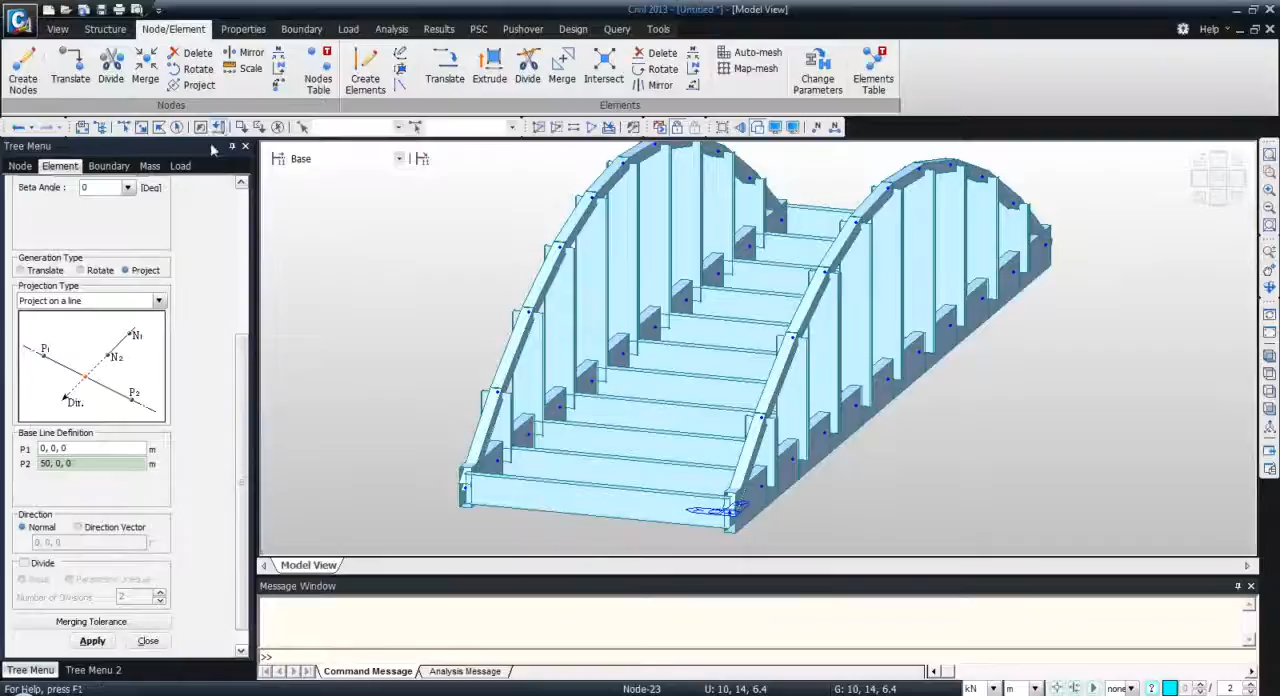 Civil 2013 - [Untitled *] - [Model View]
View Structure Node/Element Properties Boundary Load Analysis Results PSC Pushover Design Query Tools Help
Create Nodes Translate Divide Merge Delete Rotate Project Mirror Scale Nodes Table
Create Elements Translate Extrude Divide Merge Intersect Delete Rotate Mirror Auto-mesh Map-mesh Change Parameters Elements Table
Nodes Elements
Tree Menu
Node Element Boundary Mass Load
Base
Beta Angle : 0 [Deg]
Generation Type
Translate Rotate Project
Projection Type
Project on a line
P1 N1 N2 P2 Dir.
Base Line Definition
P1 0, 0, 0 m
P2 50, 0, 0 m
Direction
Normal Direction Vector
0, 0, 0
Divide
Number of Divisions 2
Merging Tolerance
Apply Close
Model View
Message Window
>>
Tree Menu Tree Menu 2
Command Message Analysis Message
For Help, press F1 Node-23 U: 10, 14, 6.4 G: 10, 14, 6.4 kN m none ? 0 / 2